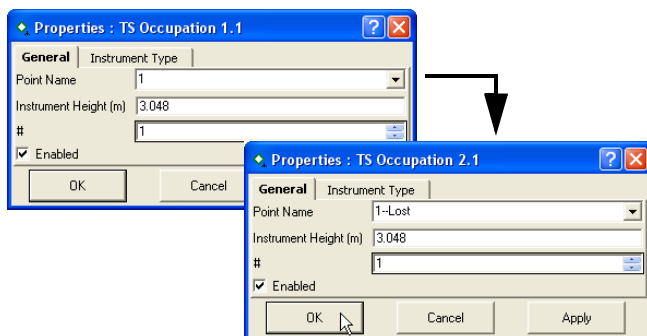 Properties : TS Occupation 1.1
General Instrument Type
Point Name 1
Instrument Height (m) 3.048
# 1
Enabled
OK Cancel
Properties : TS Occupation 2.1
General Instrument Type
Point Name 1--Lost
Instrument Height (m) 3.048
# 1
Enabled
OK Cancel Apply